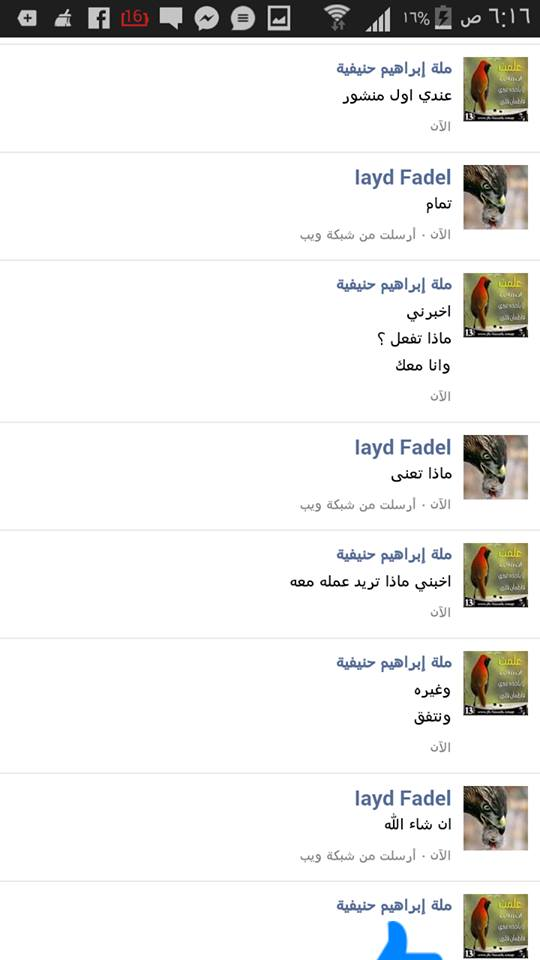 ٦:١٦ ص ١٦%
16
ملة إبراهيم حنيفية
عندي اول منشور
الآن
Iayd Fadel
تمام
الآن · أرسلت من شبكة ويب
ملة إبراهيم حنيفية
اخبرني
ماذا تفعل ؟
وانا معك
الآن
Iayd Fadel
ماذا تعنى
الآن · أرسلت من شبكة ويب
ملة إبراهيم حنيفية
اخبني ماذا تريد عمله معه
الآن
ملة إبراهيم حنيفية
وغيره
ونتفق
الآن
Iayd Fadel
ان شاء الله
الآن · أرسلت من شبكة ويب
ملة إبراهيم حنيفية